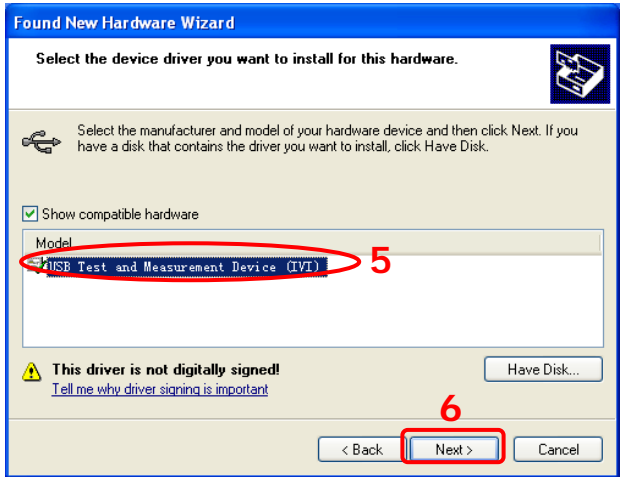 Found New Hardware Wizard
Select the device driver you want to install for this hardware.
Select the manufacturer and model of your hardware device and then click Next. If you
have a disk that contains the driver you want to install, click Have Disk.
Show compatible hardware
Model
USB Test and Measurement Device (IVI)
5
This driver is not digitally signed!
Have Disk...
Tell me why driver signing is important
6
< Back
Next >
Cancel